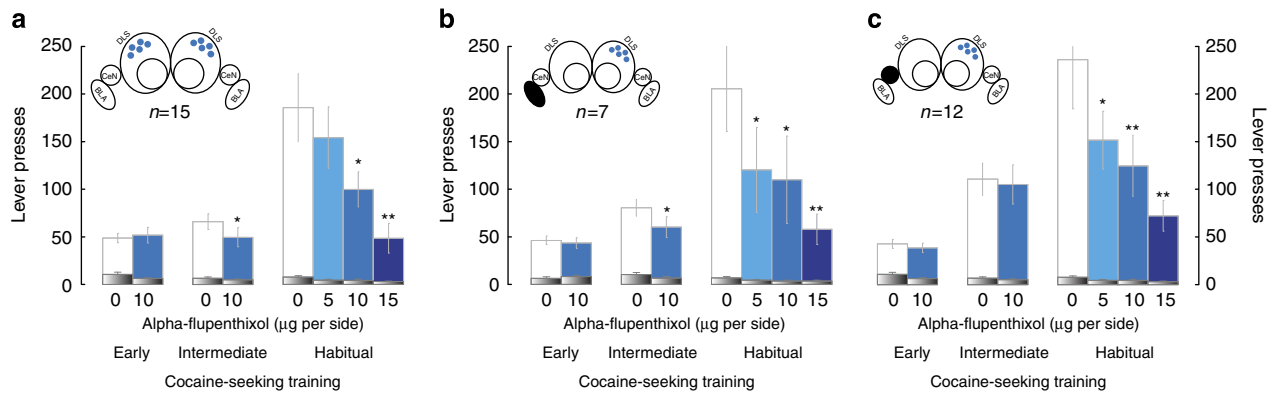 a
250
200
150
100
50
0
Lever presses
DLS
DLS
CeN
CeN
BLA
BLA
n=15
*
*
**
0 10 0 10 0 5 10 15
Alpha-flupenthixol (μg per side)
Early Intermediate Habitual
Cocaine-seeking training
b
250
200
150
100
50
0
Lever presses
DLS
DLS
CeN
CeN
BLA
n=7
*
*
*
**
0 10 0 10 0 5 10 15
Alpha-flupenthixol (μg per side)
Early Intermediate Habitual
Cocaine-seeking training
c
DLS
DLS
CeN
BLA
BLA
n=12
*
**
**
250
200
150
100
50
0
Lever presses
0 10 0 10 0 5 10 15
Alpha-flupenthixol (μg per side)
Early Intermediate Habitual
Cocaine-seeking training